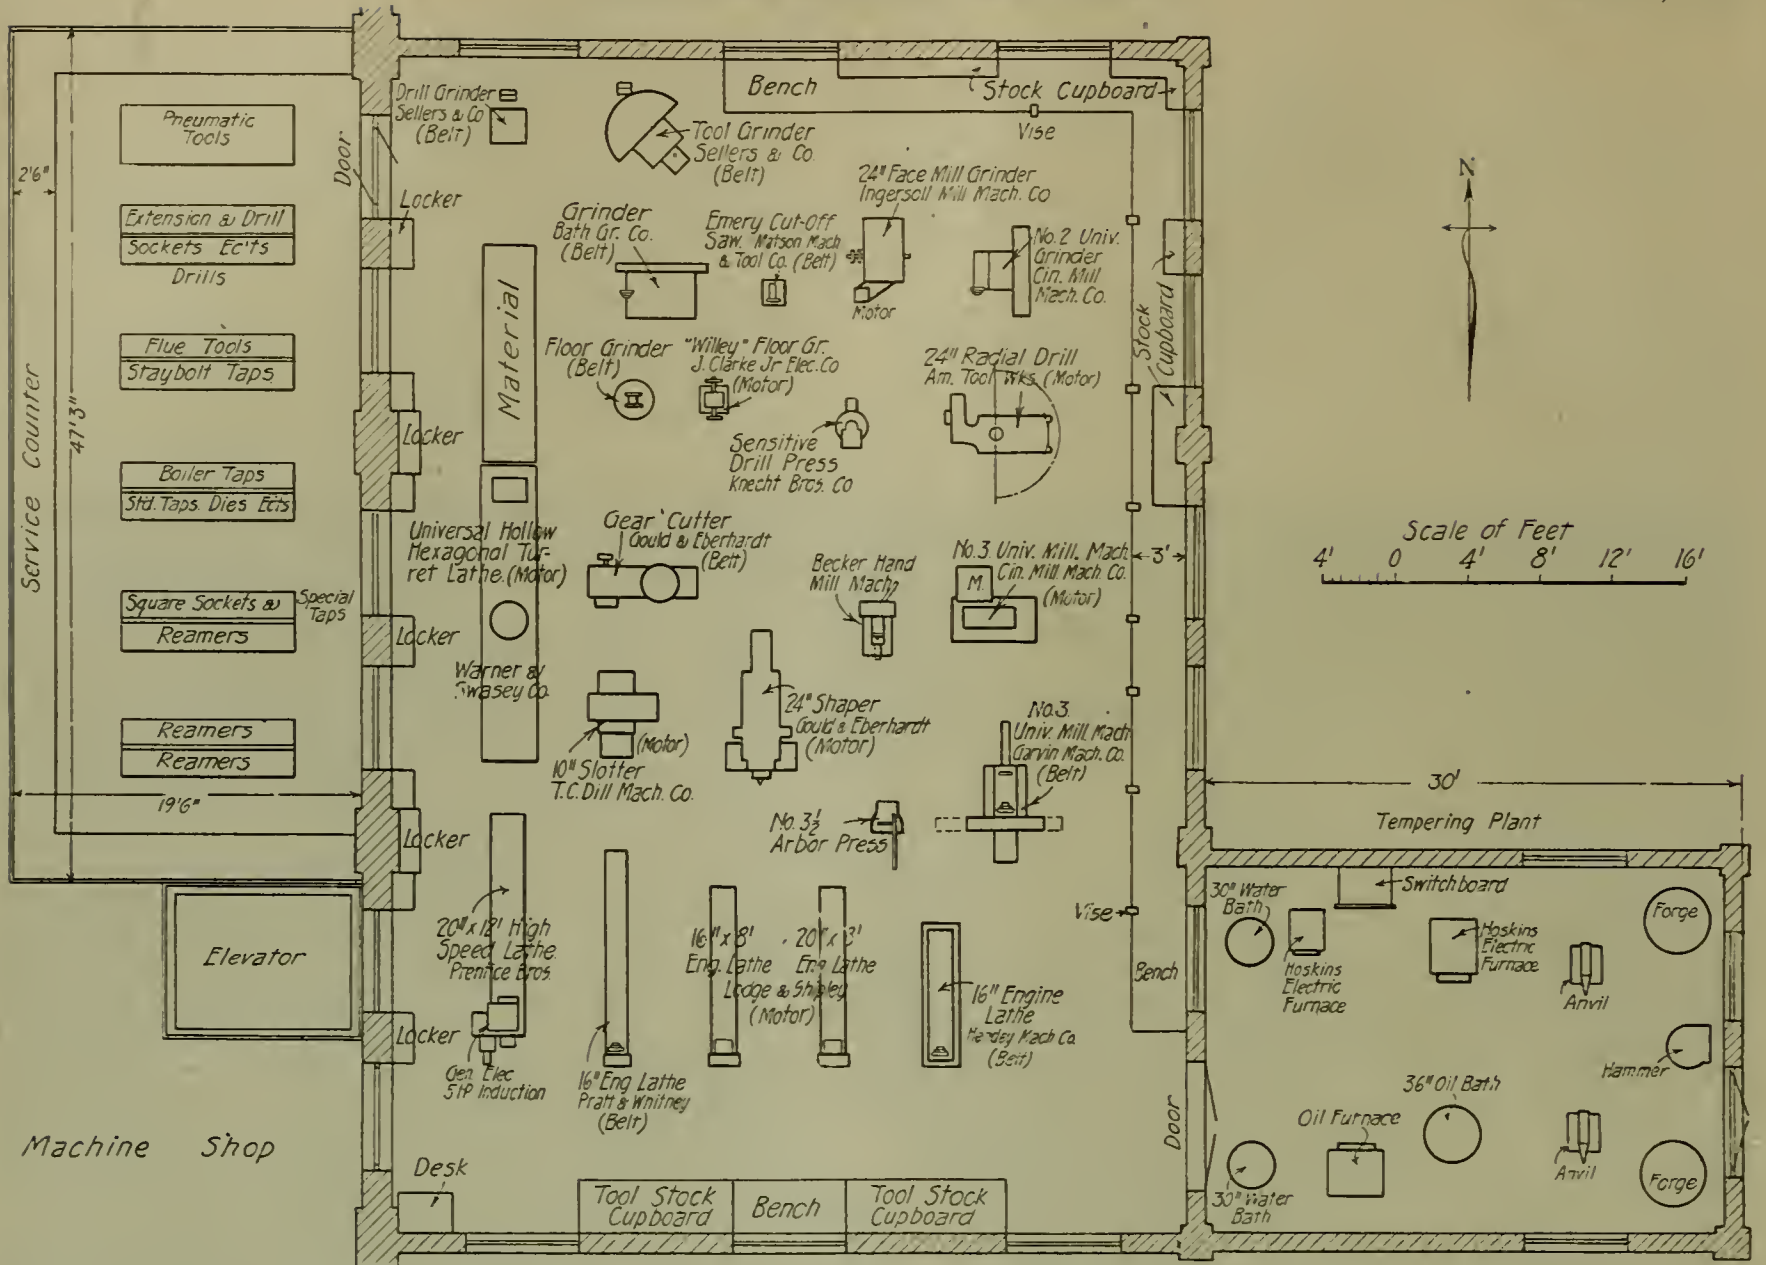 Pneumatic
Tools
2'6"
Extension & Drill
Sockets Ec'ts
Drills
Flue Tools
Staybolt Taps
Service Counter
47'3"
Boiler Taps
Std. Taps. Dies Ects
Square Sockets &
Reamers
Special
Taps
Reamers
Reamers
19'6"
Elevator
Machine Shop
Door
Drill Grinder
Sellers & Co
(Belt)
Tool Grinder
Sellers & Co.
(Belt)
Bench
Stock Cupboard
Vise
24" Face Mill Grinder
Ingersoll Mill Mach. Co
Motor
Locker
Grinder
Bath Gr. Co.
(Belt)
Emery Cut-Off
Saw. Matson Mach
& Tool Co. (Belt)
No. 2 Univ.
Grinder
Cin. Mill
Mach. Co.
Material
Floor Grinder
(Belt)
"Willey" Floor Gr.
J. Clarke Jr Elec. Co
(Motor)
24" Radial Drill
Am. Tool Wks. (Motor)
Stock
Cupboard
Locker
Sensitive
Drill Press
Knecht Bros. Co
Universal Hollow
Hexagonal Tur-
ret Lathe. (Motor)
Warner &
Swasey Co.
Gear Cutter
Gould & Eberhardt
(Belt)
Becker Hand
Mill Mach
No. 3. Univ. Mill. Mach
Cin. Mill Mach. Co.
(Motor)
M.
3'
Locker
10" Slotter
T.C. Dill Mach. Co.
(Motor)
24" Shaper
Gould & Eberhardt
(Motor)
No. 3.
Univ. Mill Mach
Garvin Mach. Co.
(Belt)
No. 3½
Arbor Press
Locker
20" x 12' High
Speed Lathe.
Prentice Bros.
Gen. Elec
5 HP Induction
16" Eng Lathe
Pratt & Whitney
(Belt)
16" x 8'
Eng. Lathe
20" x
Eng Lathe
Lodge & Shipley
(Motor)
16" Engine
Lathe
Mach Co.
(Belt)
Vise
Bench
Locker
Desk
Tool Stock
Cupboard
Bench
Tool Stock
Cupboard
Door
N.
Scale of Feet
4' 0 4' 8' 12' 16'
30'
Tempering Plant
30" Water
Bath
Switchboard
Hoskins
Electric
Furnace
Hoskins
Electric
Furnace
Forge
Anvil
Hammer
36" Oil Bath
Oil Furnace
30" Water
Bath
Anvil
Forge